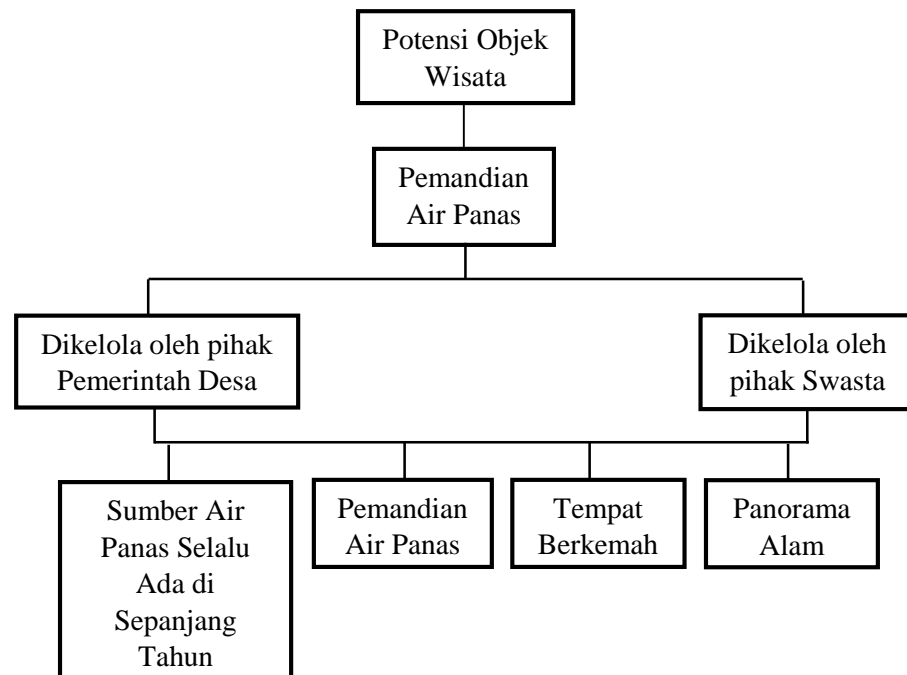 Potensi Objek
Wisata
Pemandian
Air Panas
Dikelola oleh pihak
Pemerintah Desa
Dikelola oleh
pihak Swasta
Sumber Air
Panas Selalu
Ada di
Sepanjang
Tahun
Pemandian
Air Panas
Tempat
Berkemah
Panorama
Alam